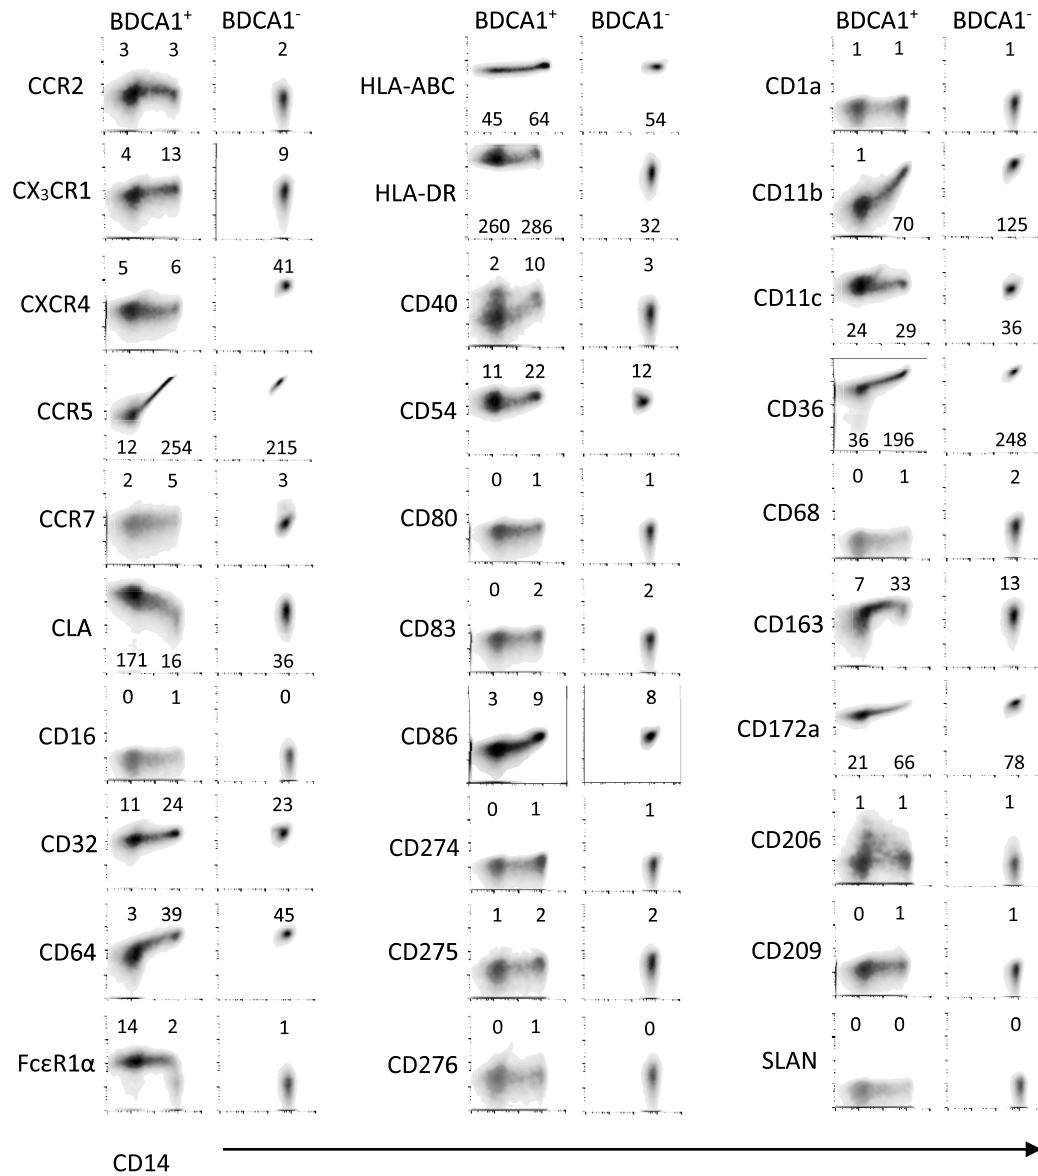 BDCA1⁺ BDCA1⁻ BDCA1⁺ BDCA1⁻ BDCA1⁺ BDCA1⁻
CCR2 3 3 2
HLA-ABC 45 64 54
CD1a 1 1 1
CX₃CR1 4 13 9
HLA-DR 260 286 32
CD11b 1 70 125
CXCR4 5 6 41
CD40 2 10 3
CD11c 24 29 36
CCR5 12 254 215
CD54 11 22 12
CD36 36 196 248
CCR7 2 5 3
CD80 0 1 1
CD68 0 1 2
CLA 171 16 36
CD83 0 2 2
CD163 7 33 13
CD16 0 1 0
CD86 3 9 8
CD172a 21 66 78
CD32 11 24 23
CD274 0 1 1
CD206 1 1 1
CD64 3 39 45
CD275 1 2 2
CD209 0 1 1
FcεR1α 14 2 1
CD276 0 1 0
SLAN 0 0 0
CD14